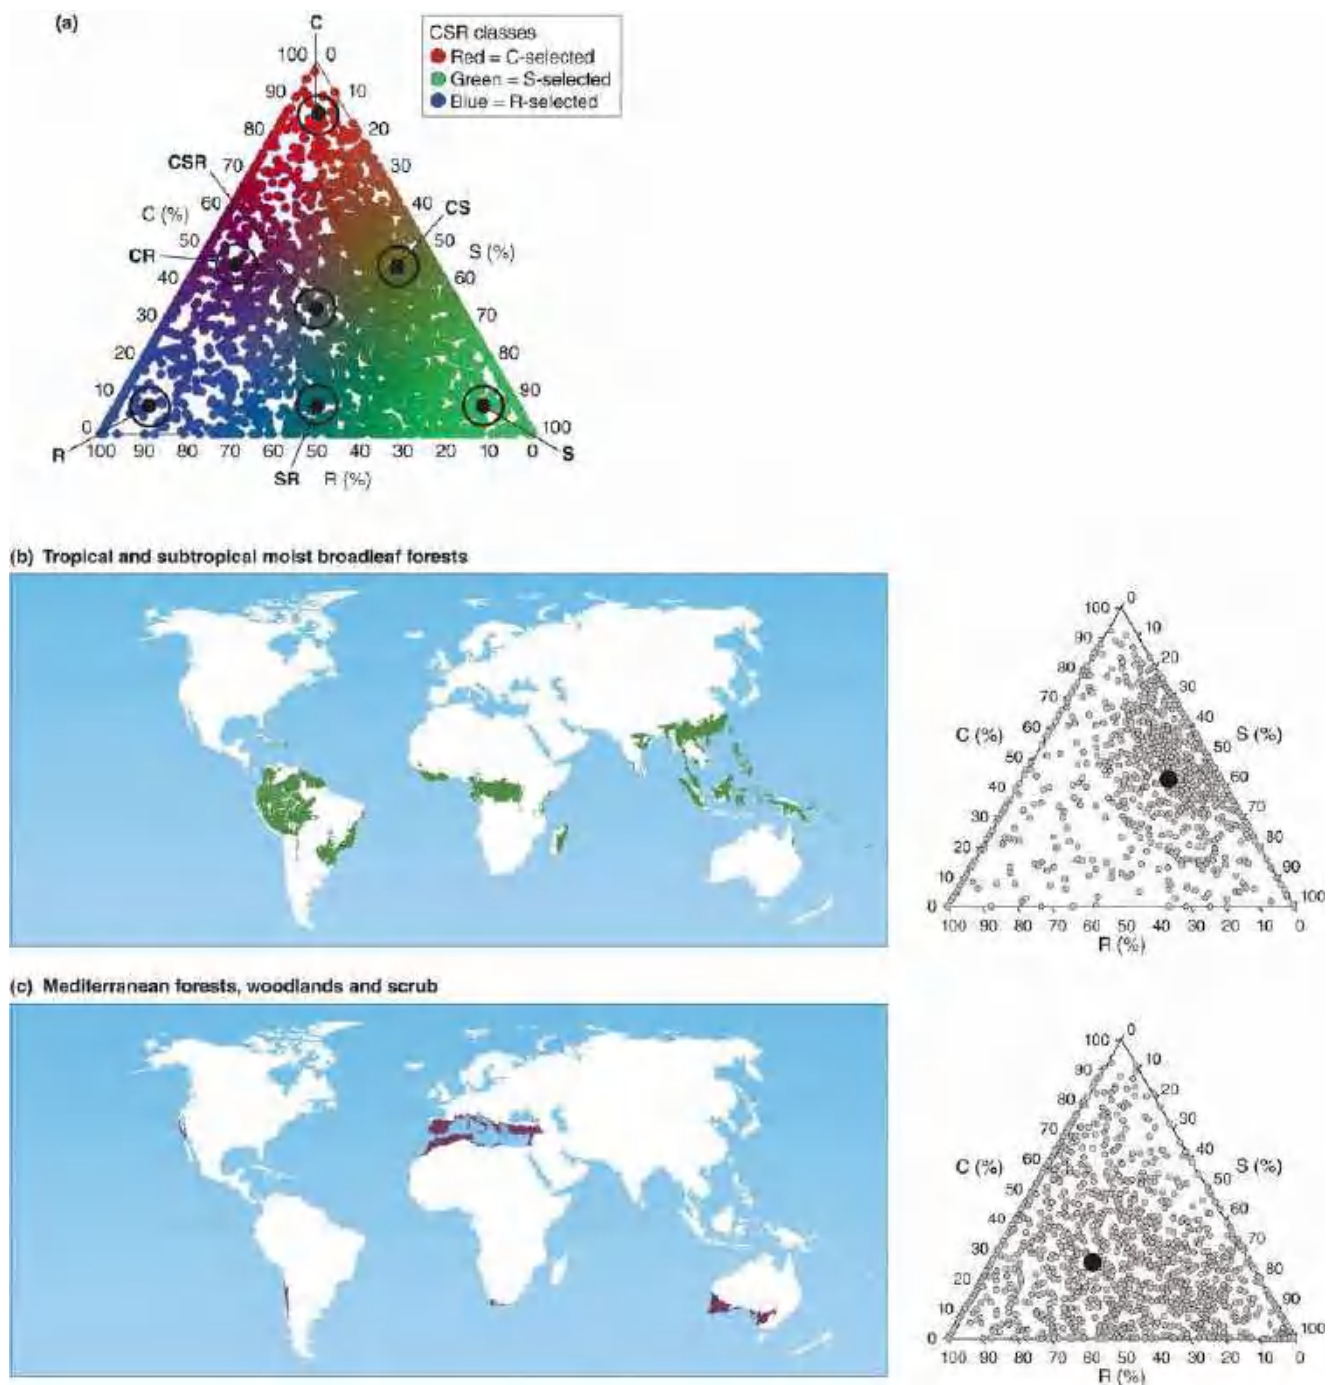 (a)
C
CSR classes
Red = C-selected
Green = S-selected
Blue = R-selected
100 0
90 10
80 20
CSR
70 30
60 40
C (%)
CS
50 50
S (%)
CR
40 60
30 70
20 80
10 90
0 100
R
100 90 80 70 60 50 40 30 20 10 0
S
SR R (%)
(b) Tropical and subtropical moist broadleaf forests
100 0
90 10
80 20
70 30
60 40
C (%) S (%)
50 50
40 60
30 70
20 80
10 90
0 100
100 90 80 70 60 50 40 30 20 10 0
R (%)
(c) Mediterranean forests, woodlands and scrub
100 0
90 10
80 20
70 30
60 40
C (%) S (%)
50 50
40 60
30 70
20 80
10 90
0 100
100 90 80 70 60 50 40 30 20 10 0
R (%)